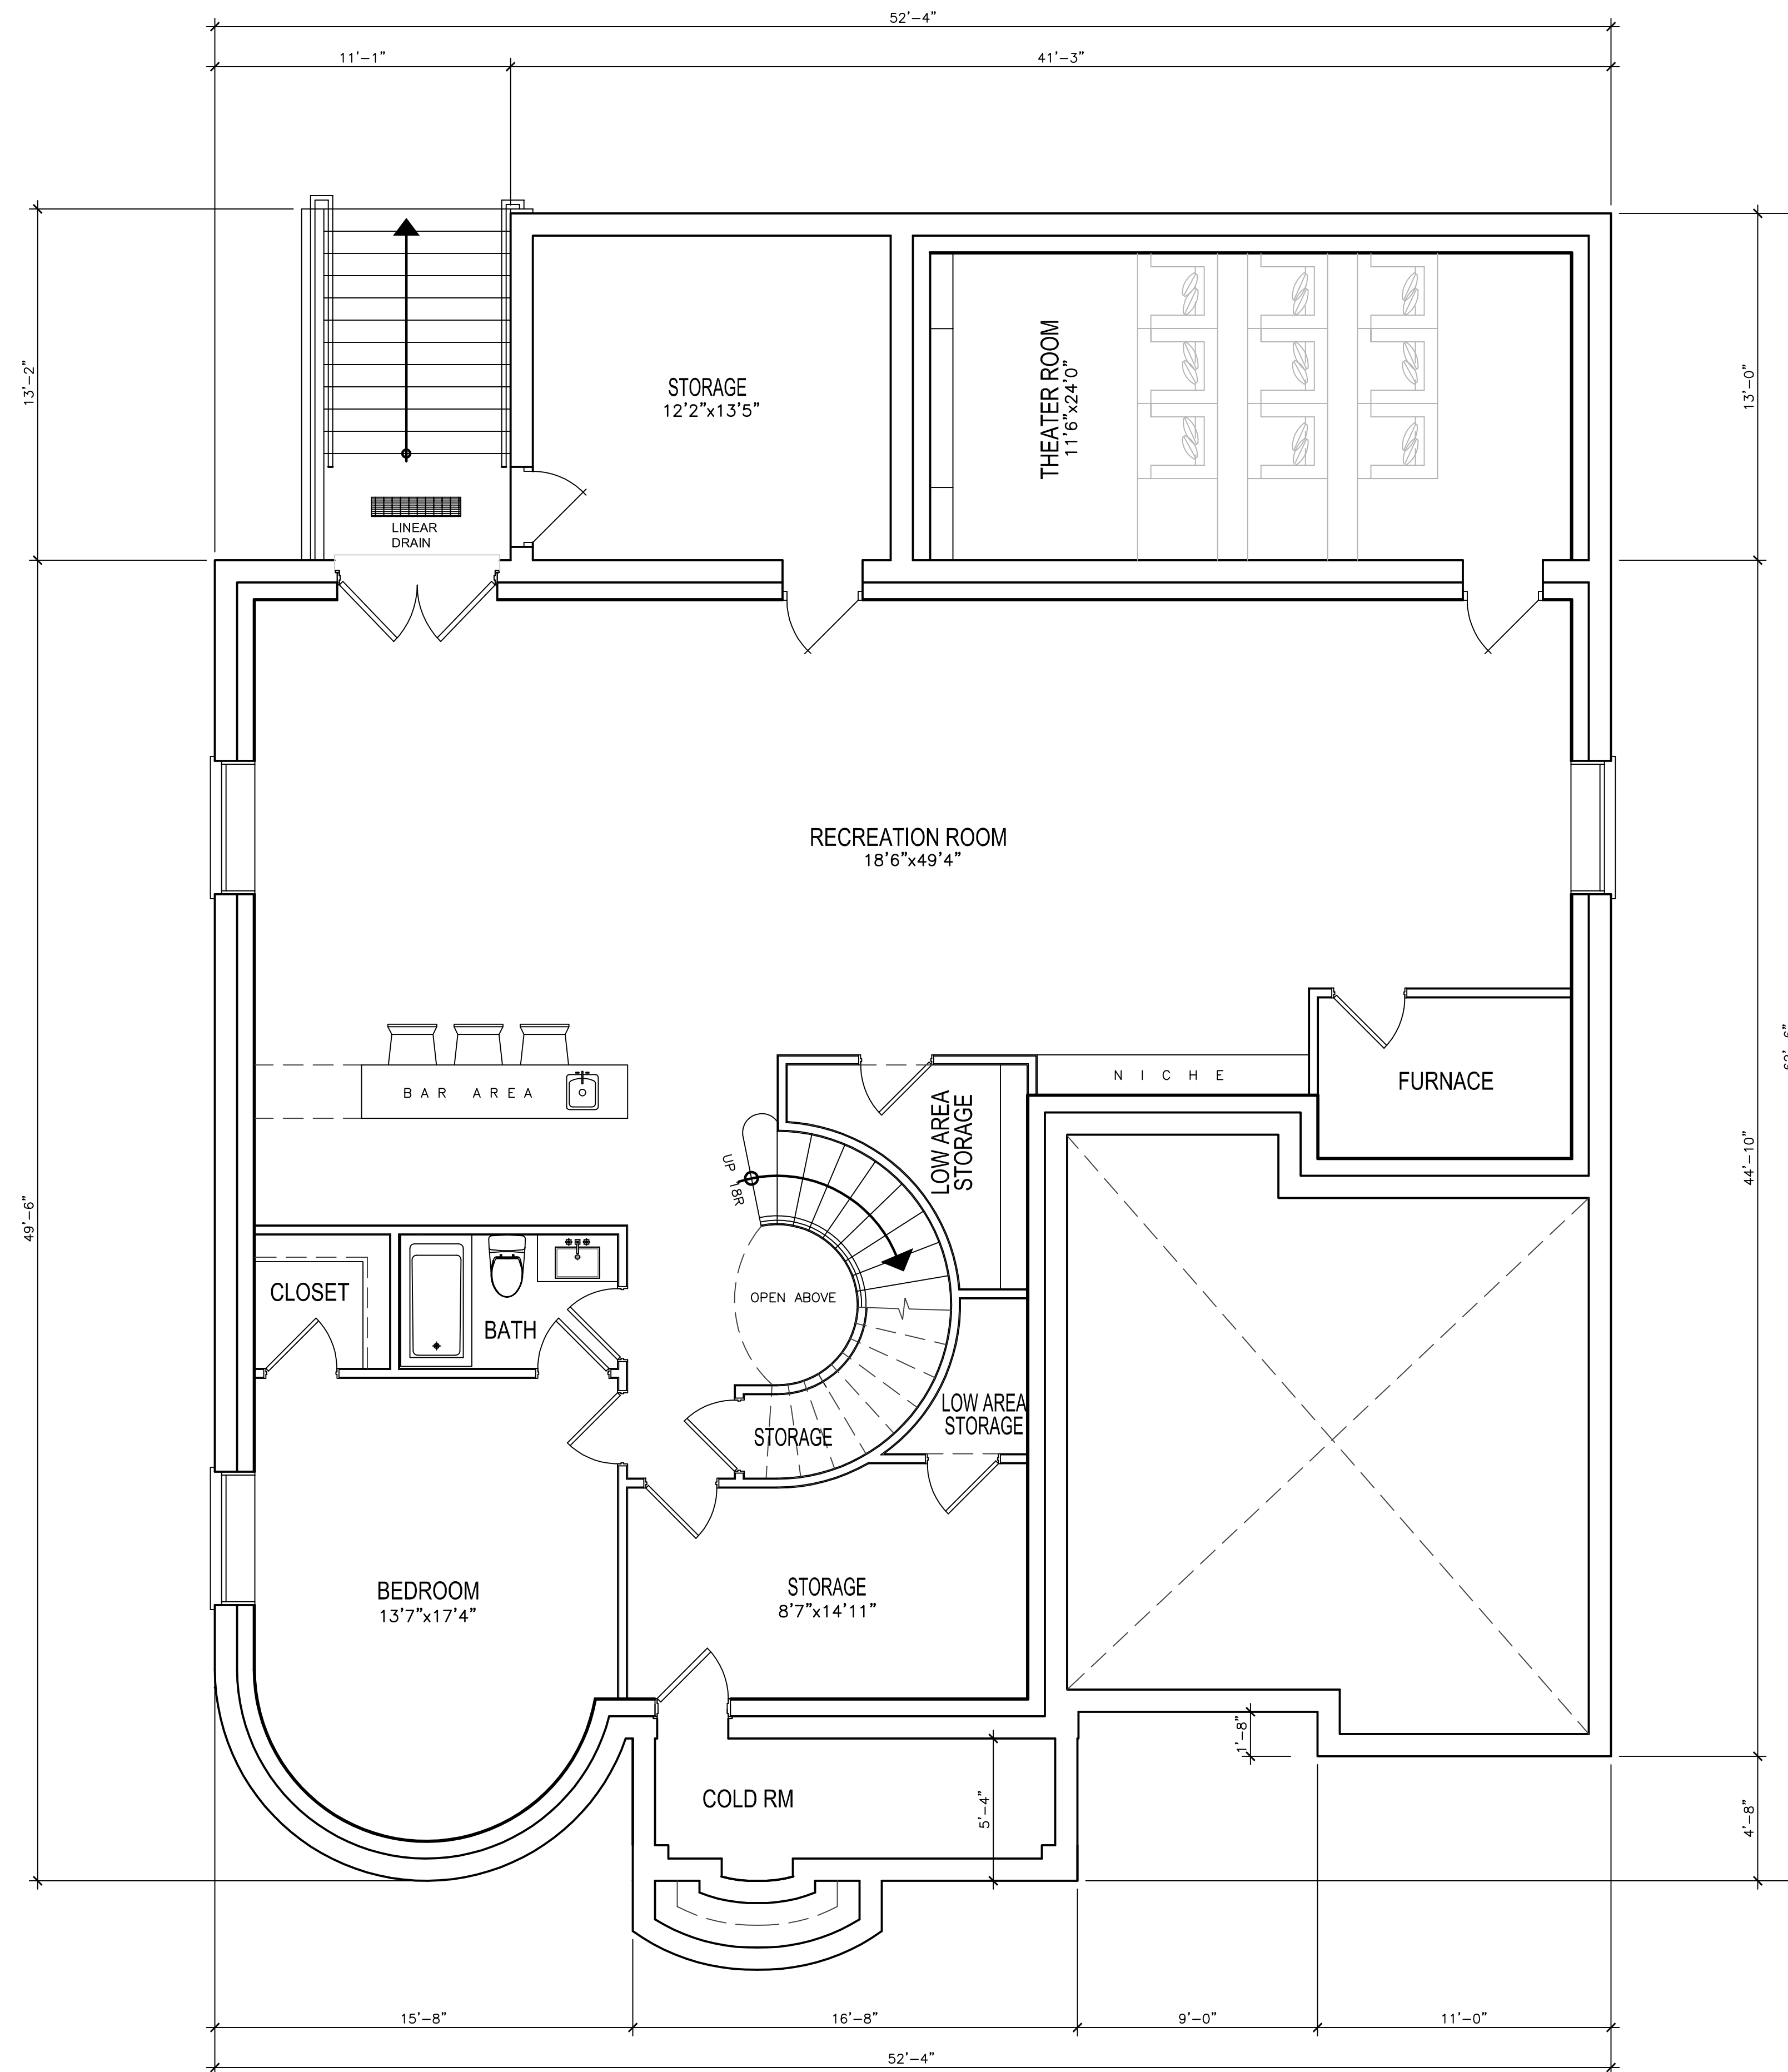 52'-4"
11'-1"
41'-3"
13'-2"
13'-0"
STORAGE
12'2"x13'5"
THEATER ROOM
11'6"x24'0"
LINEAR
DRAIN
RECREATION ROOM
18'6"x49'4"
BAR AREA
NICHE
FURNACE
LOW AREA
STORAGE
UP 18R
49'-6"
44'-10"
CLOSET
BATH
OPEN ABOVE
LOW AREA
STORAGE
STORAGE
BEDROOM
13'7"x17'4"
STORAGE
8'7"x14'11"
1'-8"
COLD RM
5'-4"
4'-8"
15'-8"
16'-8"
9'-0"
11'-0"
52'-4"